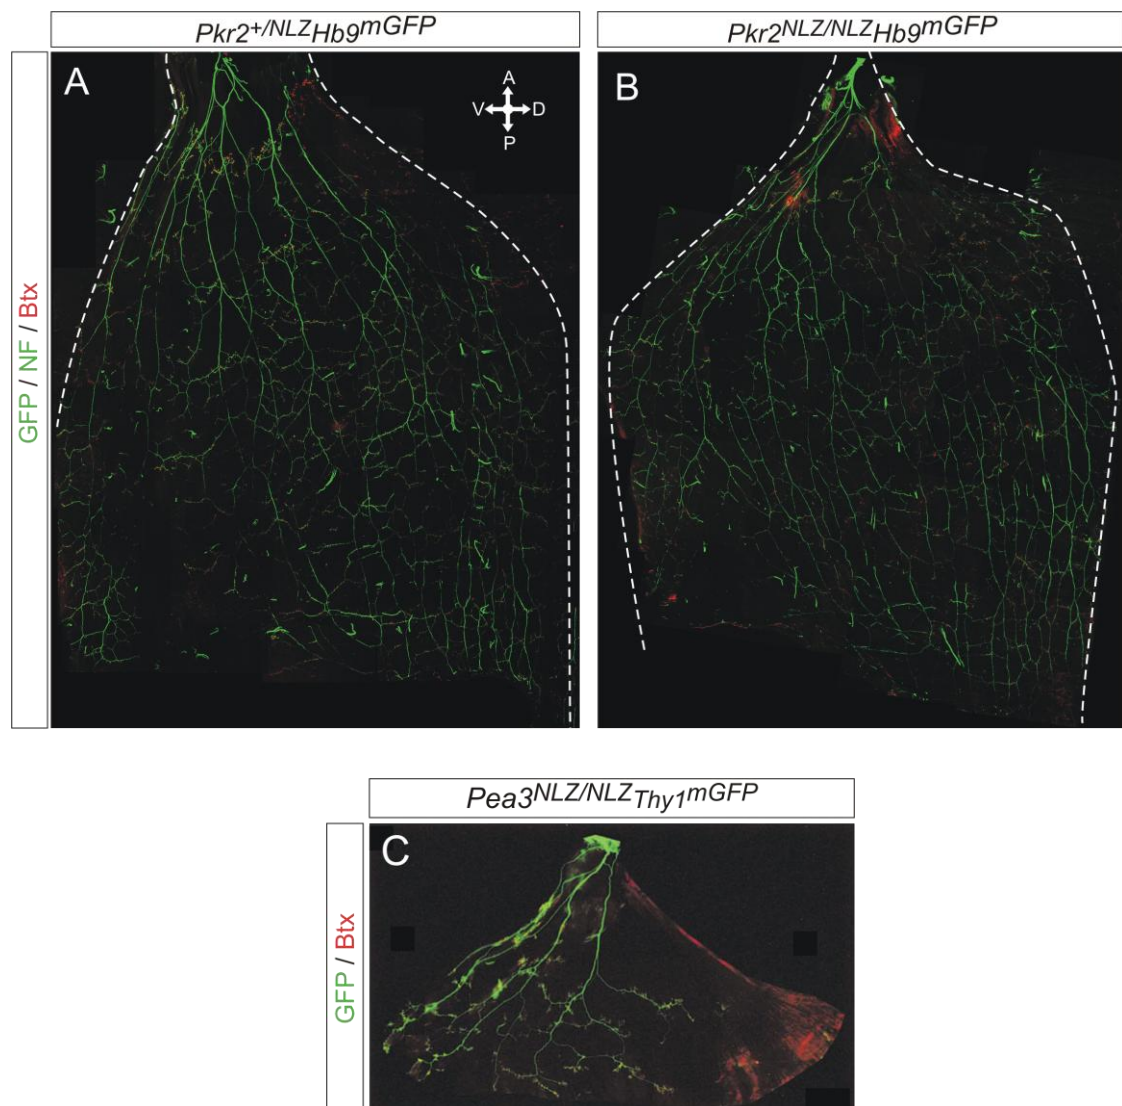 Pkr2+/NLZHb9mGFP
Pkr2NLZ/NLZHb9mGFP
GFP / NF / Btx
A
A
V D
P
B
Pea3NLZ/NLZThy1mGFP
GFP / Btx
C